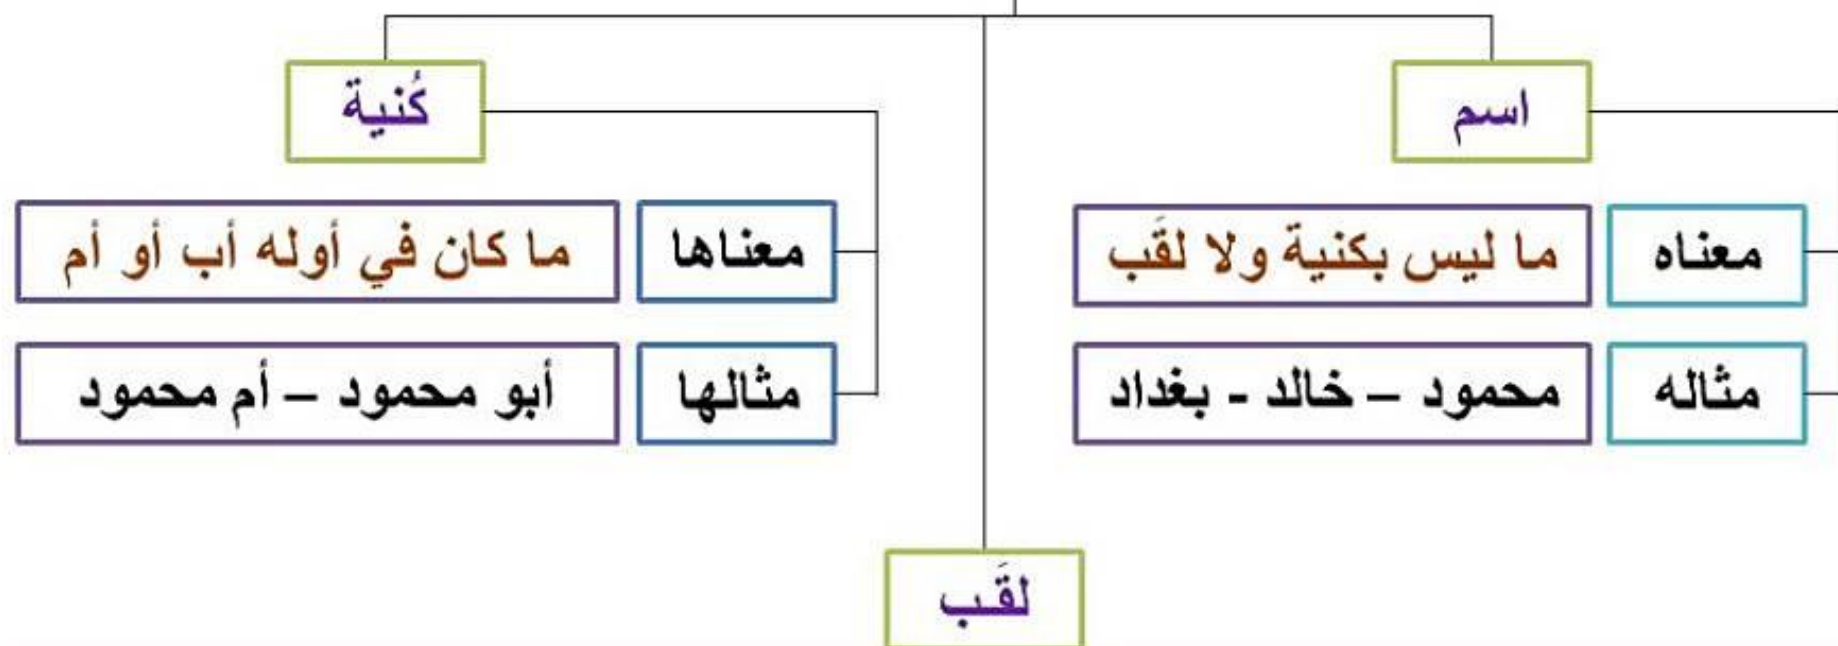 اسم
معناه
ما ليس بكنية ولا لقَب
مثاله
محمود – خالد - بغداد
كُنية
معناها
ما كان في أوله أب أو أم
مثالها
أبو محمود – أم محمود
لقَـب